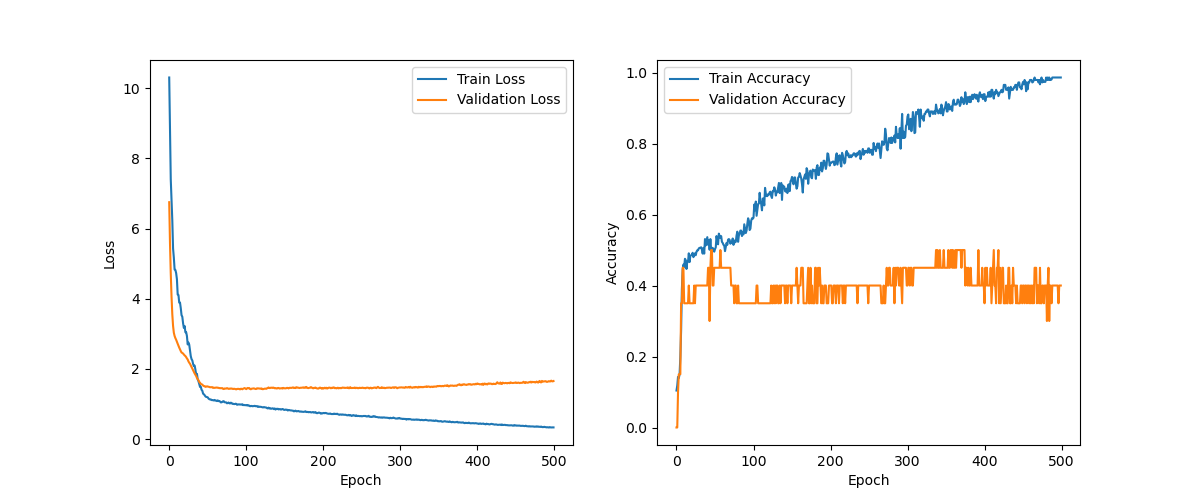 Train Loss
Validation Loss
10
8
6
4
2
0
0 100 200 300 400 500
Epoch
Loss
Train Accuracy
Validation Accuracy
1.0
0.8
0.6
0.4
0.2
0.0
0 100 200 300 400 500
Epoch
Accuracy